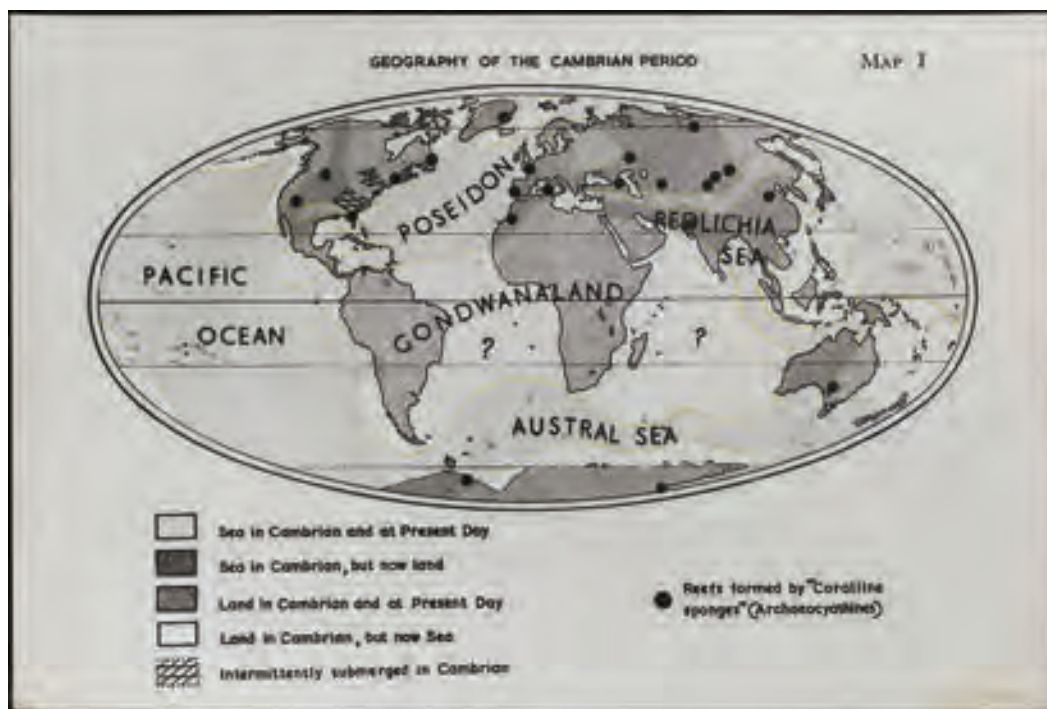 GEOGRAPHY OF THE CAMBRIAN PERIOD
MAP I
POSEIDON
REDLICHIA
SEA
PACIFIC
OCEAN
GONDWANALAND
?
?
AUSTRAL SEA
Sea in Cambrian and at Present Day
Sea in Cambrian, but now land
Land in Cambrian and at Present Day
Land in Cambrian, but now Sea
Intermittently submerged in Cambrian
Reefs formed by "Coralline
sponges" (Archaeocyathines)